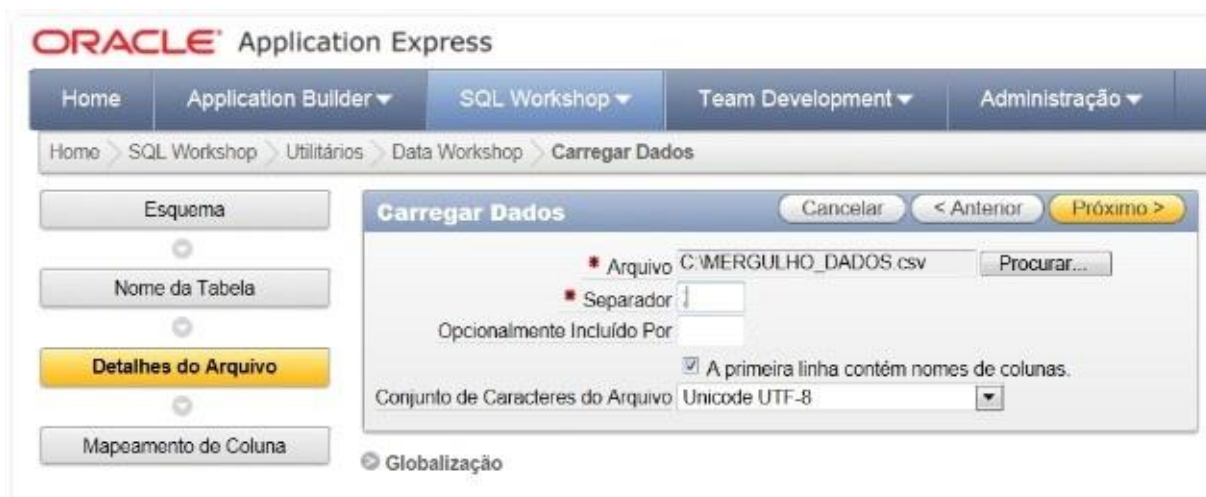 ORACLE Application Express
Home Application Builder SQL Workshop Team Development Administração
Home SQL Workshop Utilitários Data Workshop Carregar Dados
Esquema
Nome da Tabela
Detalhes do Arquivo
Mapeamento de Coluna
Carregar Dados Cancelar < Anterior Próximo >
* Arquivo C:\MERGULHO_DADOS.csv Procurar...
* Separador
Opcionalmente Incluído Por
A primeira linha contém nomes de colunas.
Conjunto de Caracteres do Arquivo Unicode UTF-8
Globalização